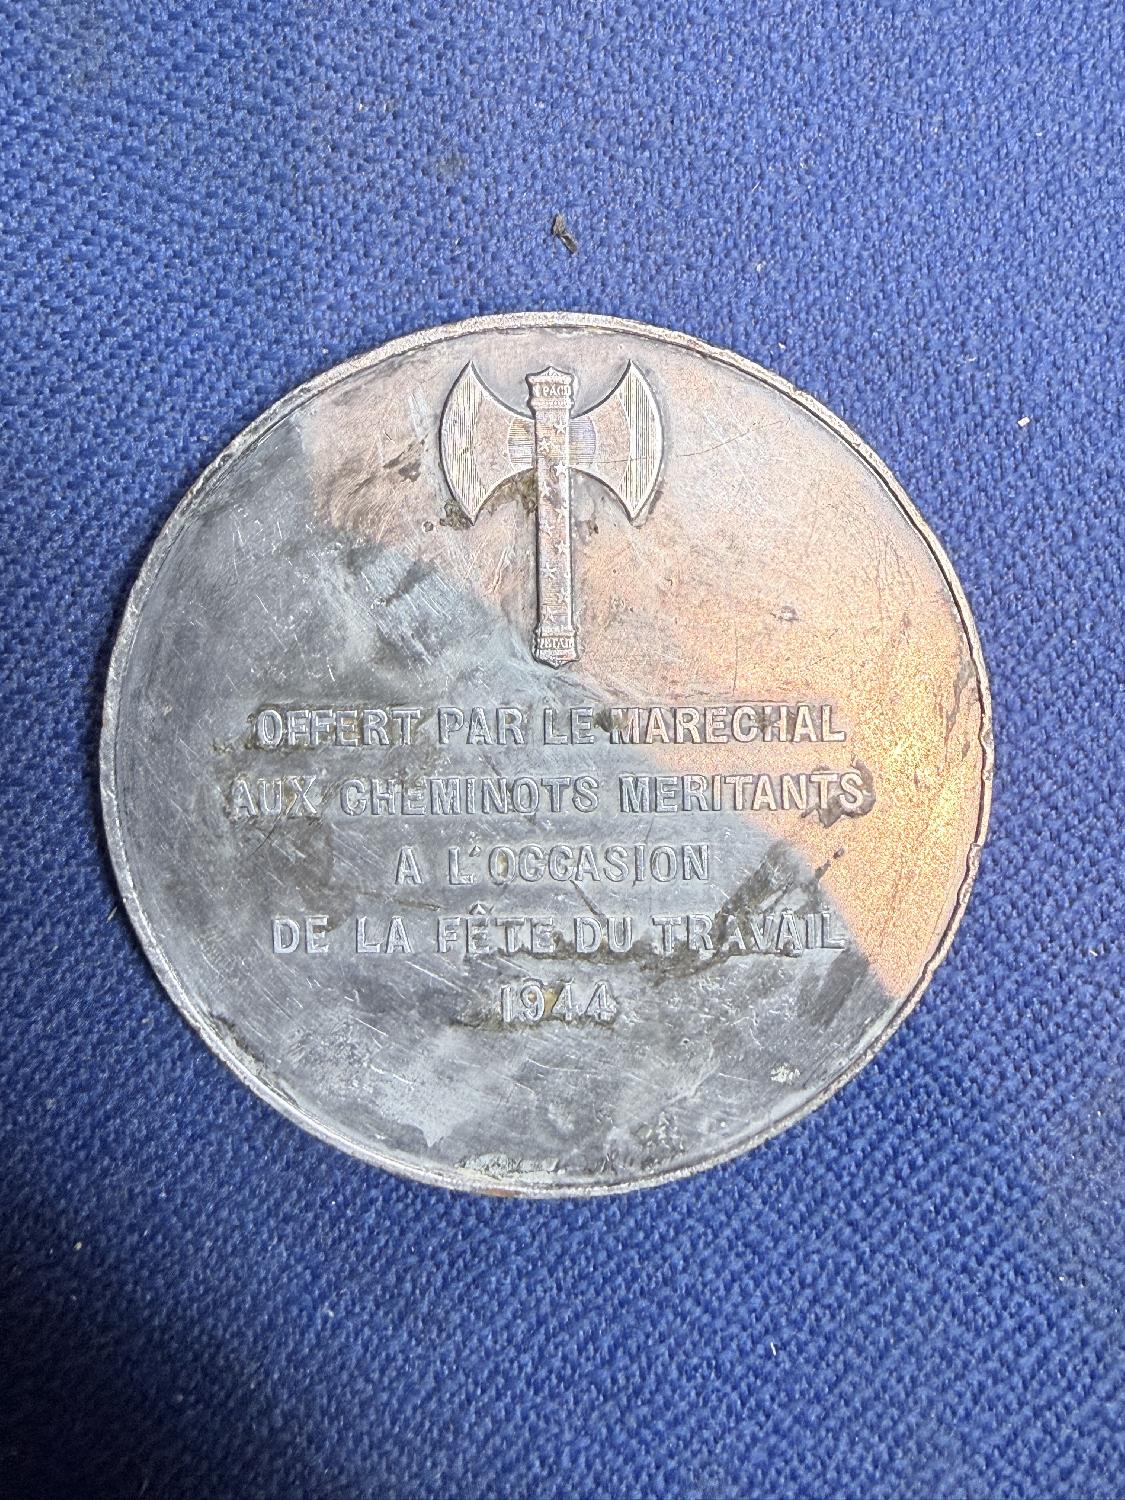 OFFERT PAR LE MARECHAL
AUX CHEMINOTS MERITANTS
A L'OCCASION
DE LA FÊTE DU TRAVAIL
1944